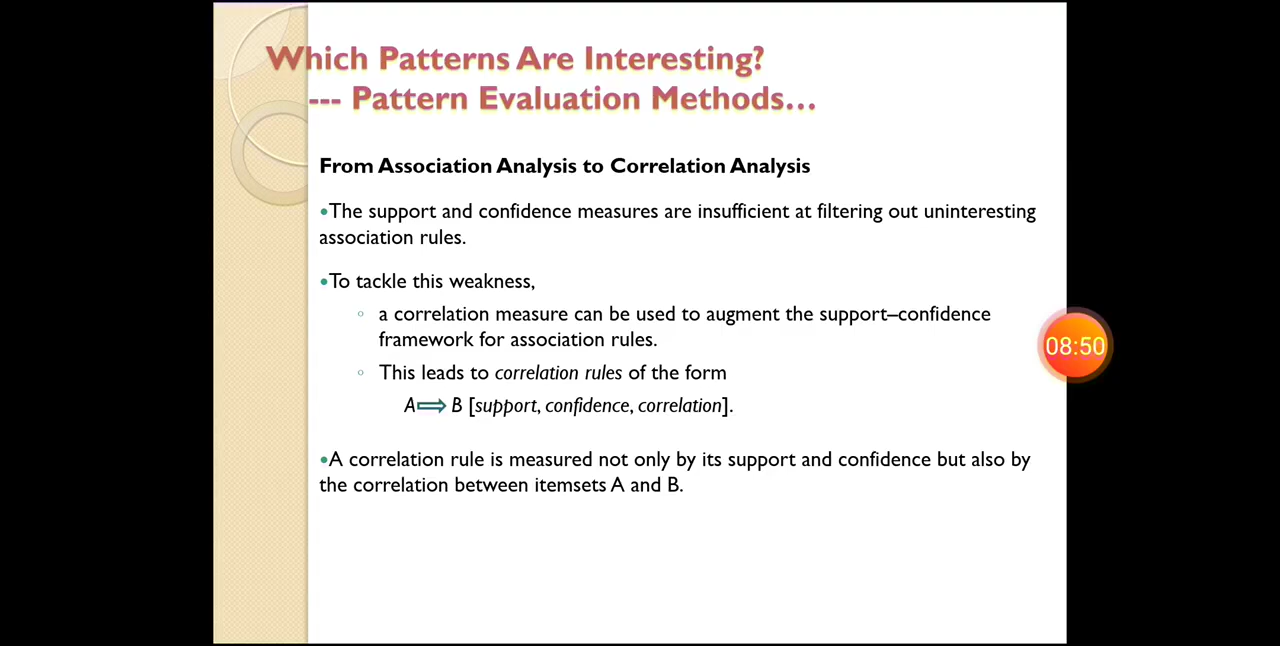 Which Patterns Are Interesting?
--- Pattern Evaluation Methods…
From Association Analysis to Correlation Analysis
•The support and confidence measures are insufficient at filtering out uninteresting
association rules.
•To tackle this weakness,
◦ a correlation measure can be used to augment the support–confidence
framework for association rules.
◦ This leads to correlation rules of the form
A⟹ B [support, confidence, correlation].
•A correlation rule is measured not only by its support and confidence but also by
the correlation between itemsets A and B.
08:50